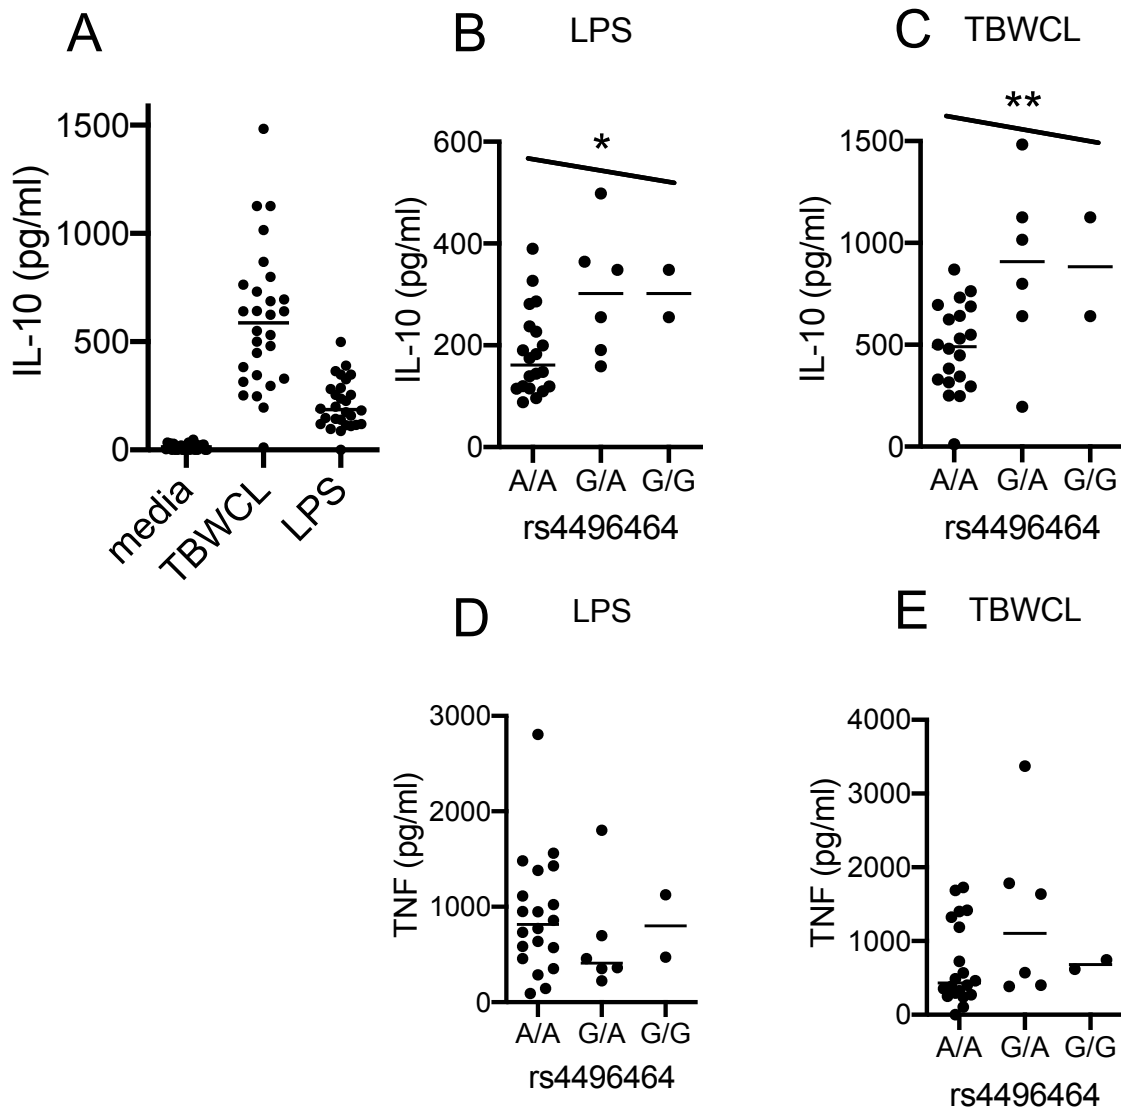 A
IL-10 (pg/ml)
1500
1000
500
0
media
TBWCL
LPS
B
LPS
IL-10 (pg/ml)
600
400
200
0
*
A/A G/A G/G
rs4496464
C
TBWCL
**
IL-10 (pg/ml)
1500
1000
500
0
A/A G/A G/G
rs4496464
D
LPS
TNF (pg/ml)
3000
2000
1000
0
A/A G/A G/G
rs4496464
E
TBWCL
TNF (pg/ml)
4000
3000
2000
1000
0
A/A G/A G/G
rs4496464